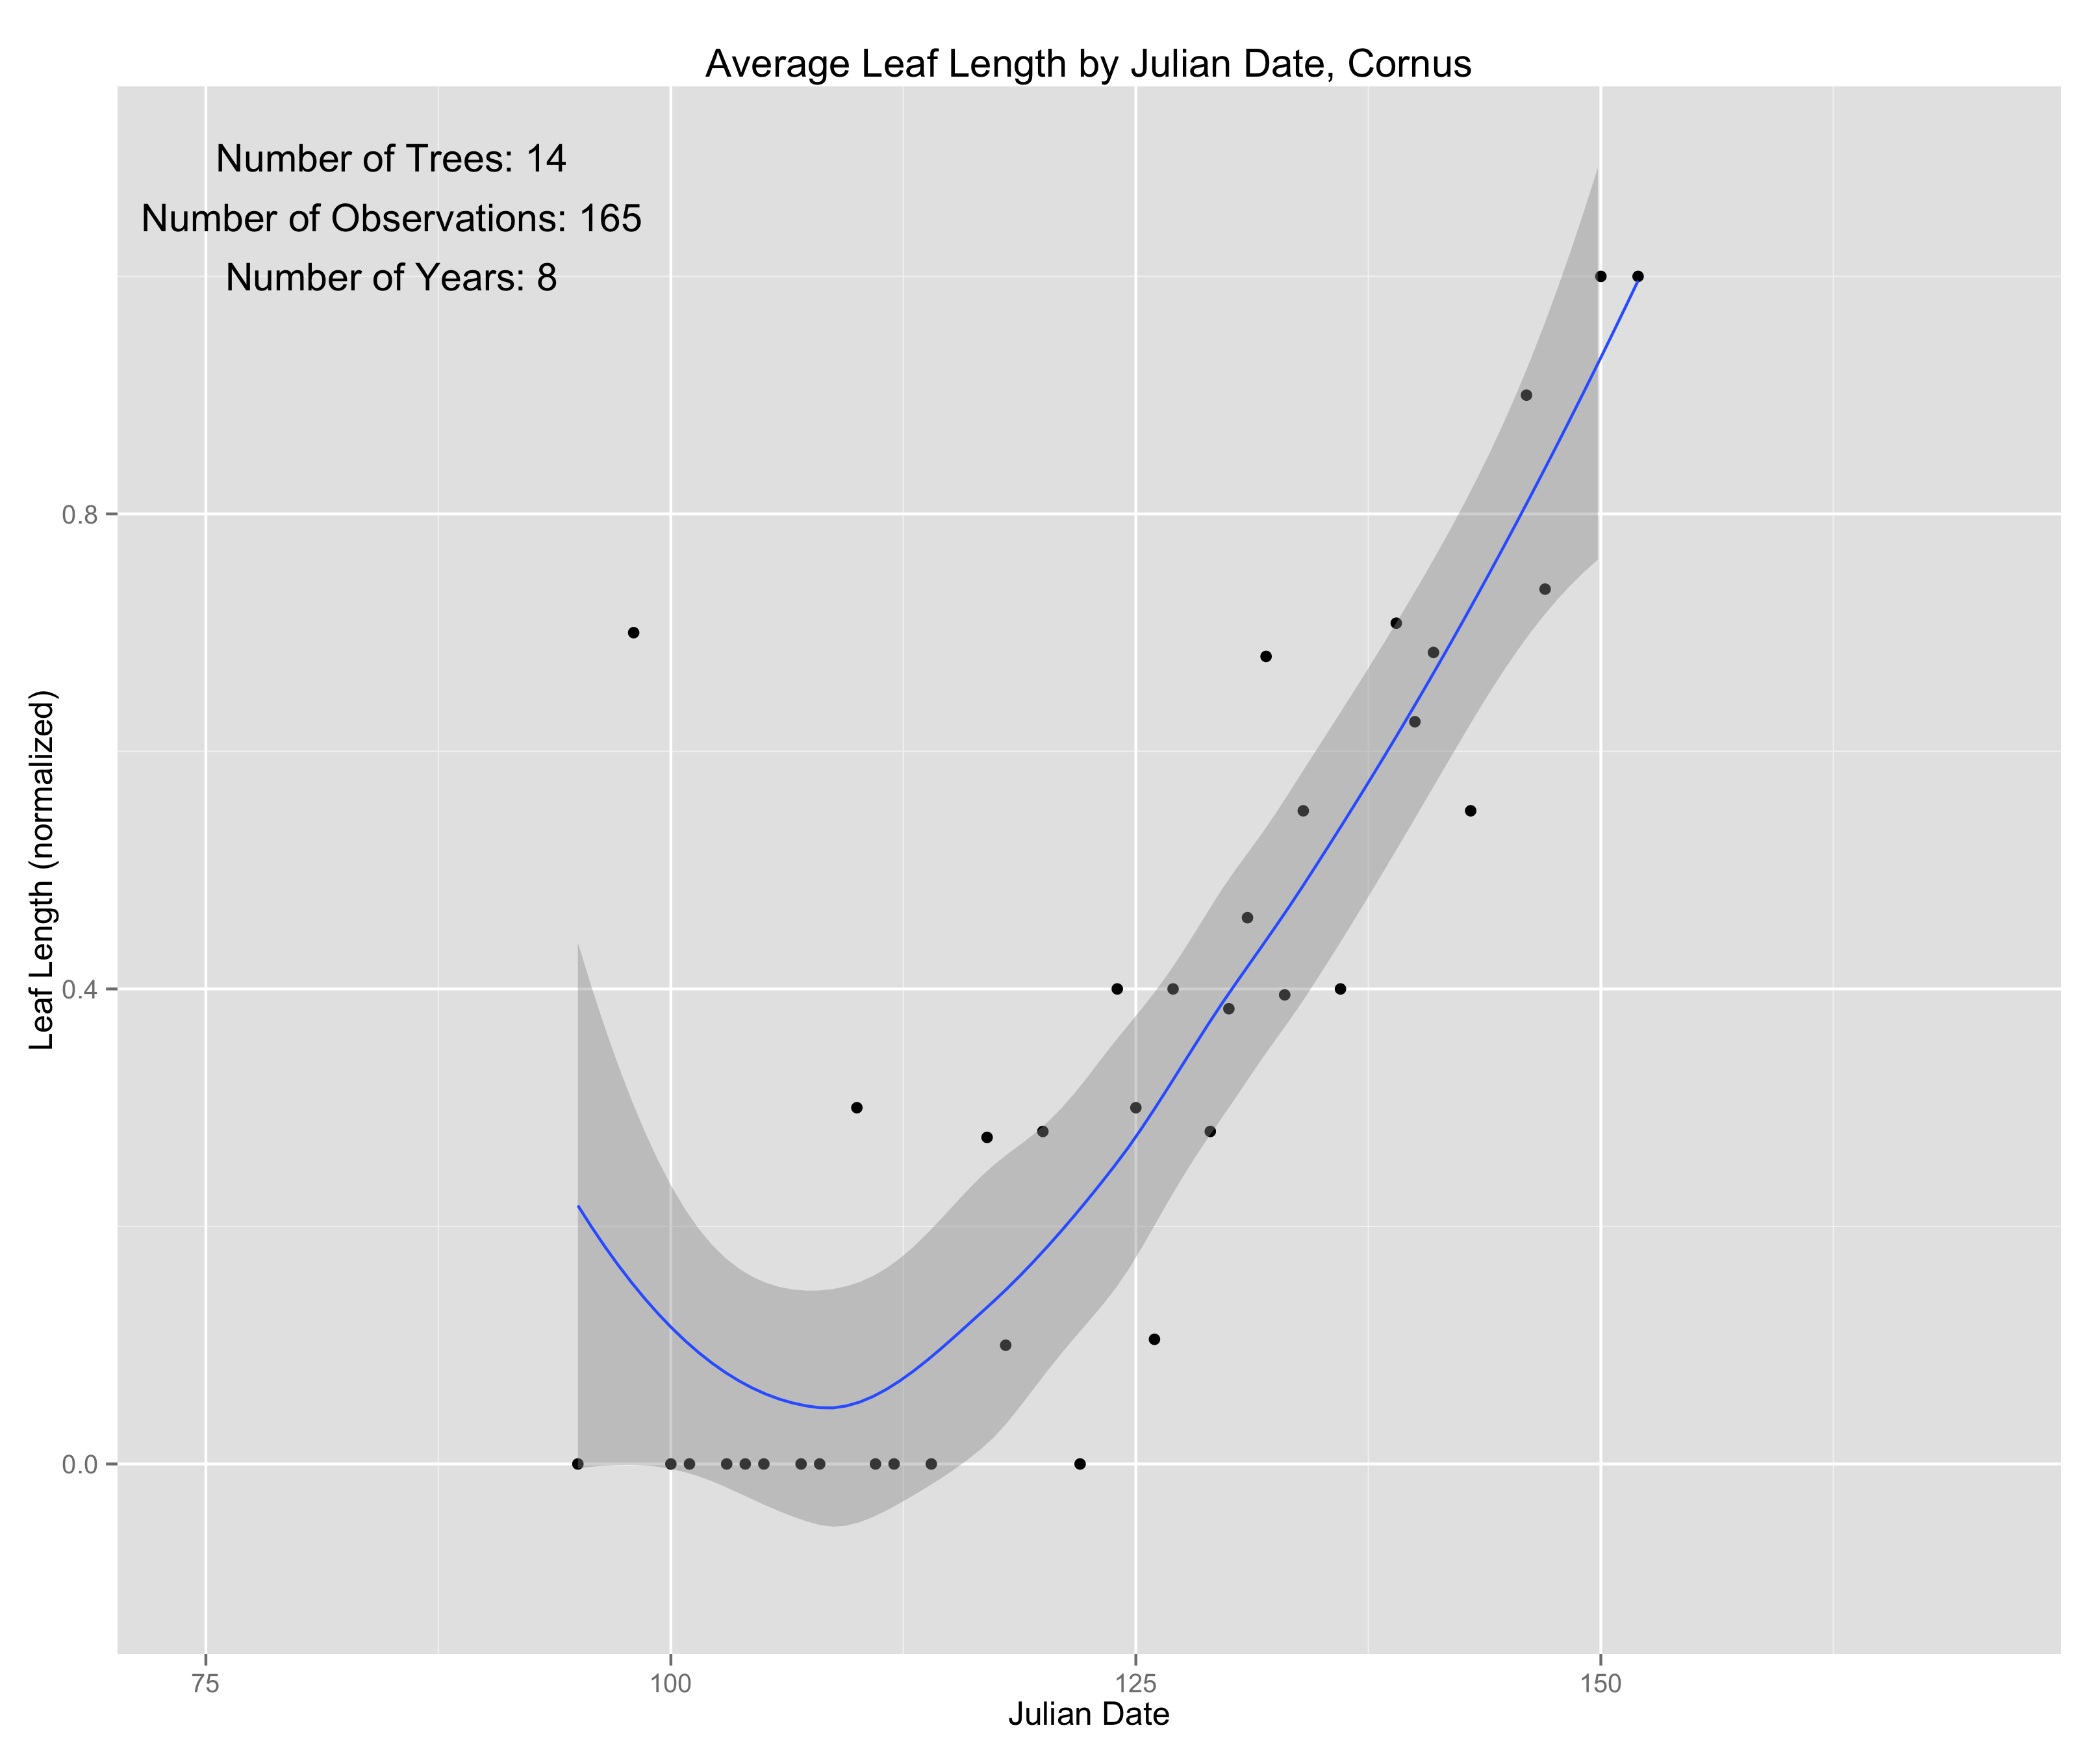 Average Leaf Length by Julian Date, Cornus
Number of Trees: 14
Number of Observations: 165
Number of Years: 8
Leaf Length (normalized)
0.8
0.4
0.0
75 100 125 150
Julian Date